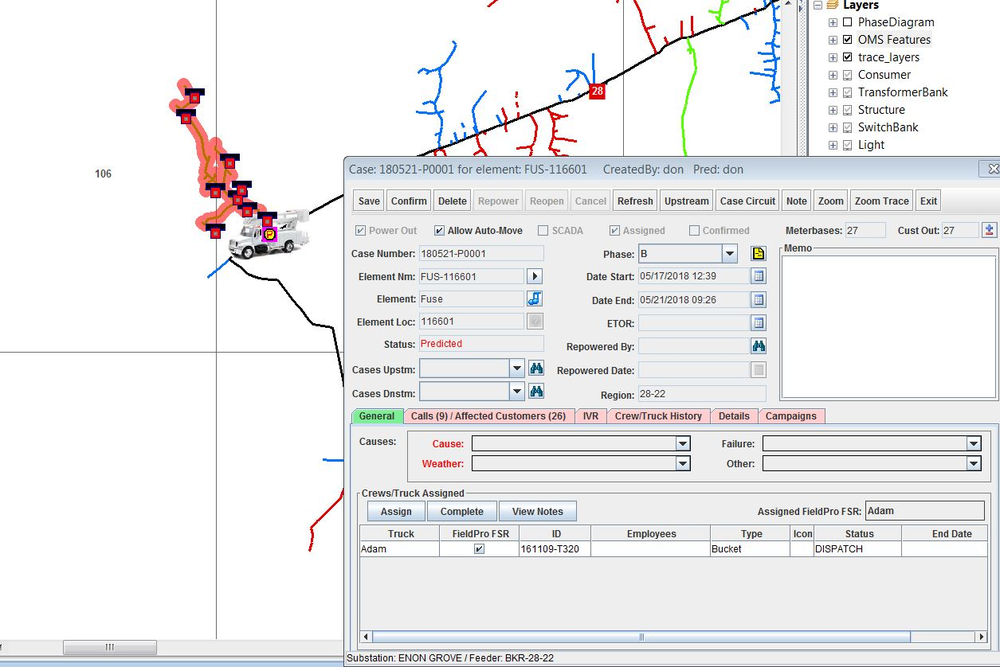 Layers
PhaseDiagram
OMS Features
trace_layers
Consumer
TransformerBank
Structure
SwitchBank
Light
28
106
Case: 180521-P0001 for element: FUS-116601 CreatedBy: don Pred: don
Save Confirm Delete Repower Reopen Cancel Refresh Upstream Case Circuit Note Zoom Zoom Trace Exit
Power Out Allow Auto-Move SCADA Assigned Confirmed Meterbases: 27 Cust Out: 27
Case Number: 180521-P0001 Phase: B Memo
Element Nm: FUS-116601 Date Start: 05/17/2018 12:39
Element: Fuse Date End: 05/21/2018 09:26
Element Loc: 116601 ETOR:
Status: Predicted Repowered By:
Cases Upstm: Repowered Date:
Cases Dnstm: Region: 28-22
General Calls (9) / Affected Customers (26) IVR Crew/Truck History Details Campaigns
Causes: Cause: Failure:
Weather: Other:
Crews/Truck Assigned
Assign Complete View Notes Assigned FieldPro FSR: Adam
Truck FieldPro FSR ID Employees Type Icon Status End Date
Adam 161109-T320 Bucket DISPATCH
Substation: ENON GROVE / Feeder: BKR-28-22
P